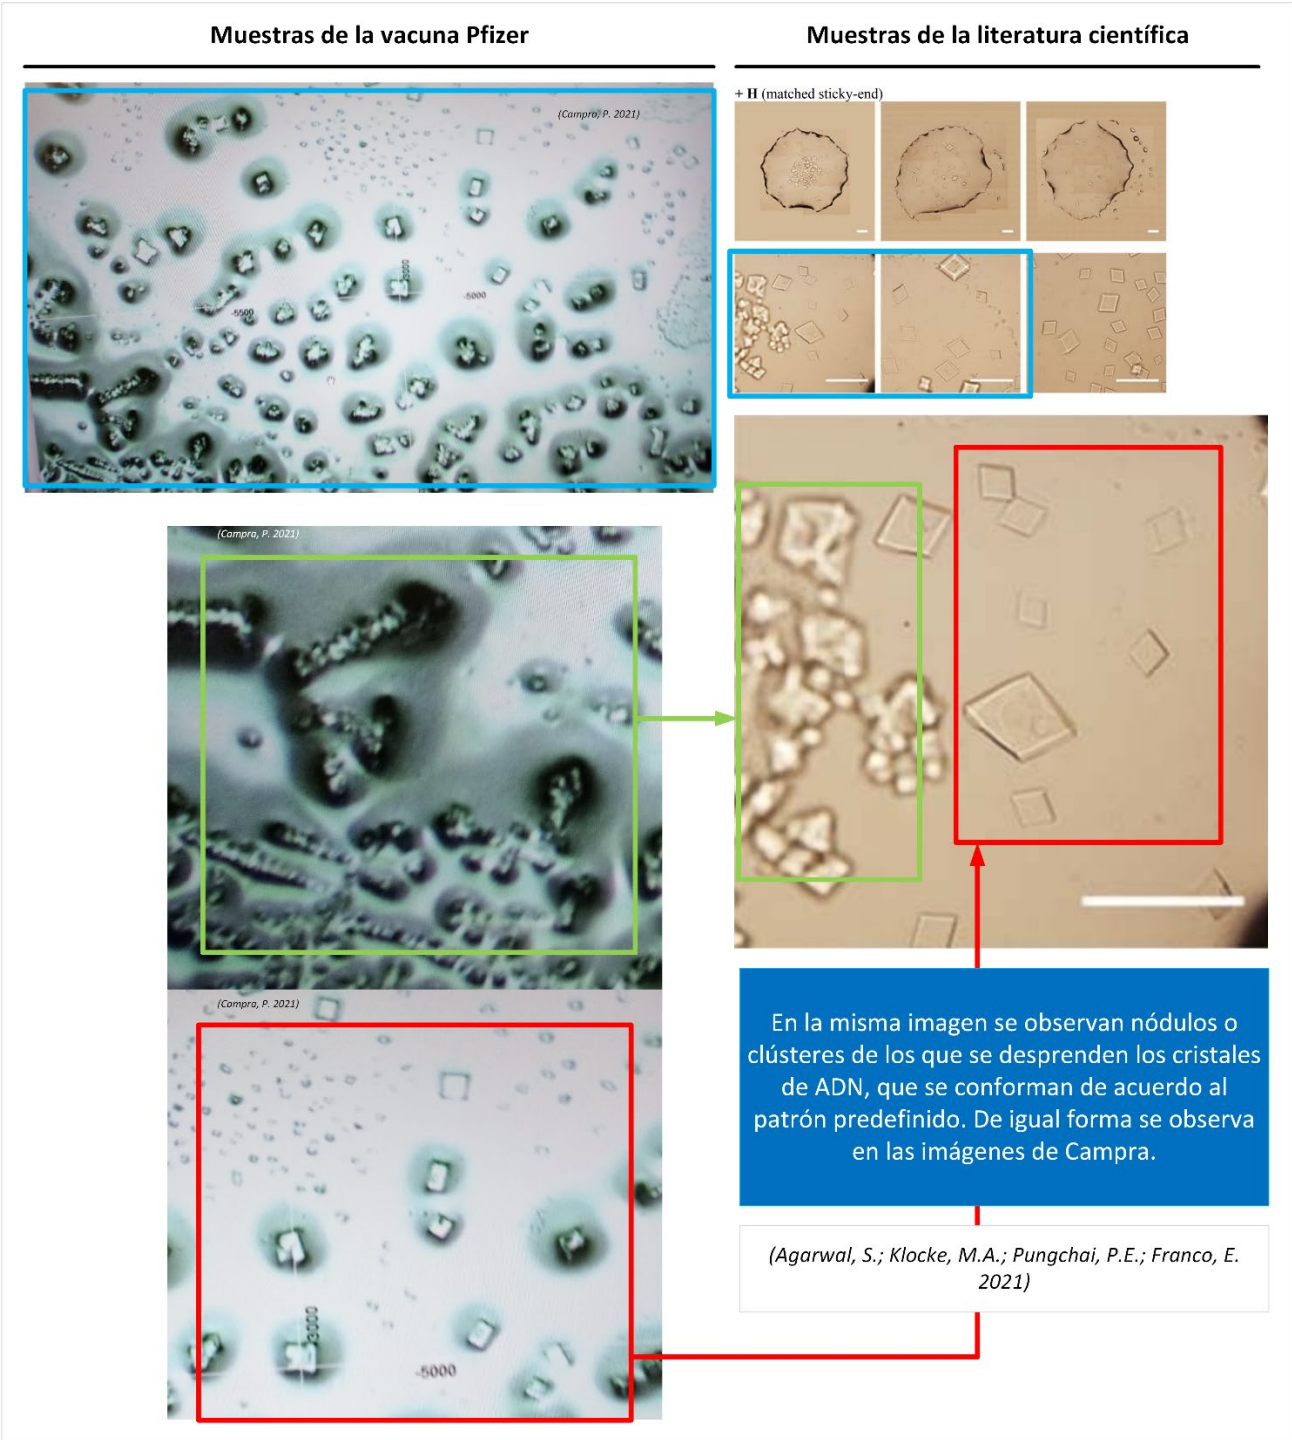 Muestras de la vacuna Pfizer
Muestras de la literatura científica
(Campra, P. 2021)
-3000
-5000
-5500
+ H (matched sticky-end)
(Campra, P. 2021)
(Campra, P. 2021)
-3000
-5000
En la misma imagen se observan nódulos o
clústeres de los que se desprenden los cristales
de ADN, que se conforman de acuerdo al
patrón predefinido. De igual forma se observa
en las imágenes de Campra.
(Agarwal, S.; Klocke, M.A.; Pungchai, P.E.; Franco, E.
2021)